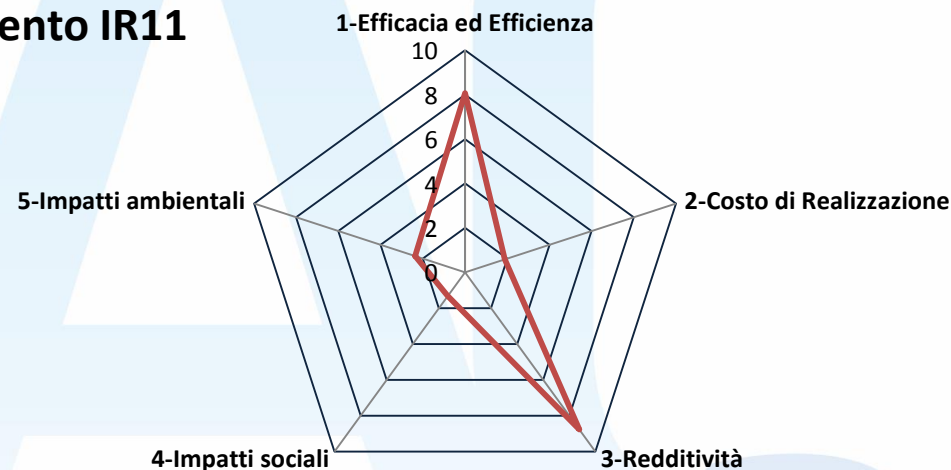 ento IR11
1-Efficacia ed Efficienza
10
8
6
4
2
0
5-Impatti ambientali
2-Costo di Realizzazione
4-Impatti sociali
3-Redditività